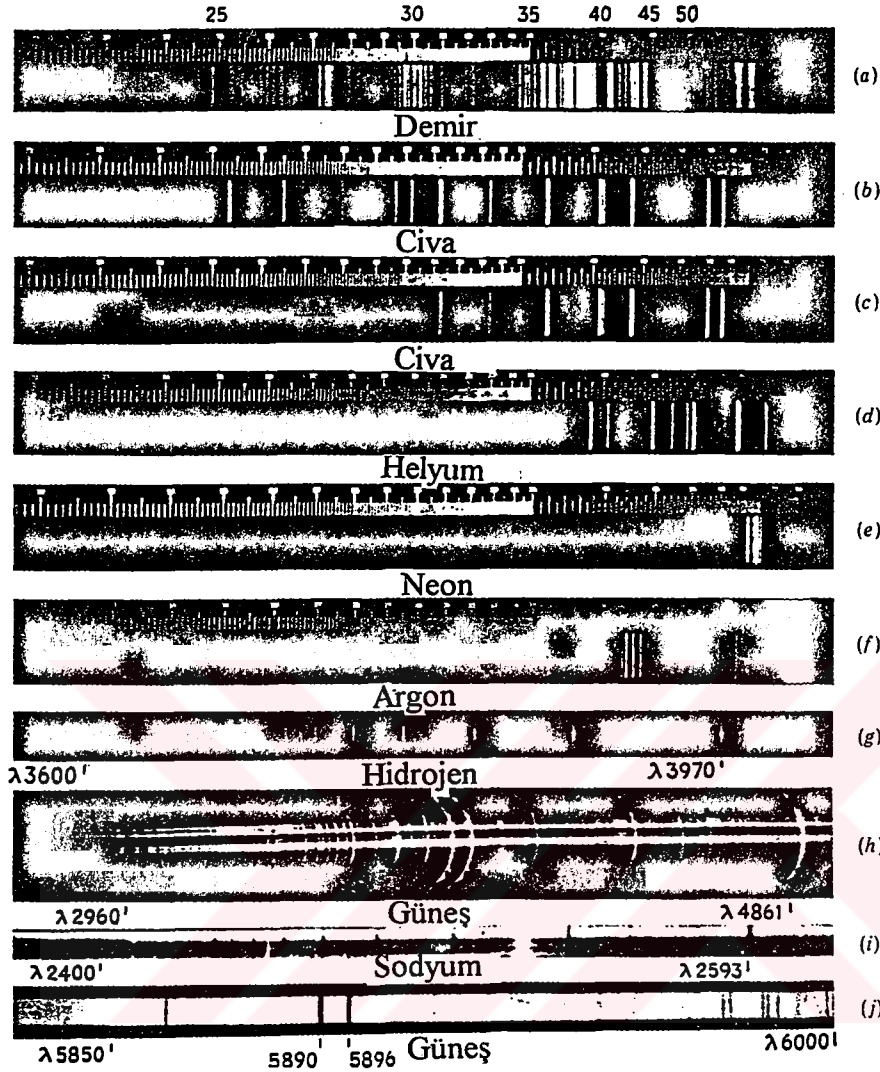 25 30 35 40 45 50
(a)
Demir
(b)
Civa
(c)
Civa
(d)
Helyum
(e)
Neon
(f)
Argon
(g)
λ3600 Hidrojen λ3970
(h)
λ2960 Güneş λ4861
(i)
λ2400 Sodyum λ2593
(j)
λ5850 5890 5896 Güneş λ6000